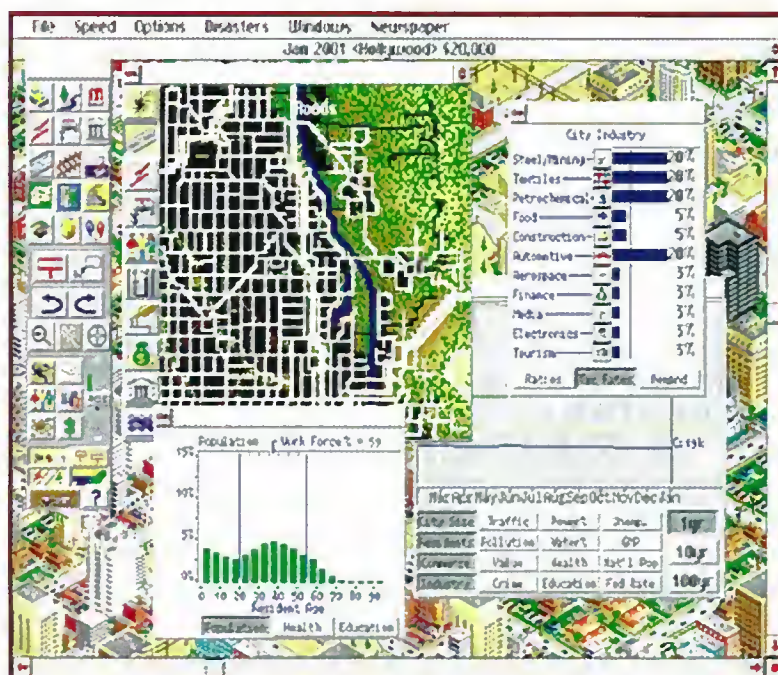 File Speed Options Disasters Windows Newspaper
Jan 2001 <Hollywood> $20,000
Roads
City Industry
Steel/Mining 20%
Textiles 20%
Petrochemical 20%
Food 5%
Construction 5%
Automotive 20%
Aerospace 3%
Finance 3%
Media 3%
Electronics 3%
Tourism 3%
Ratios Tax Rates Demand
Population Work Force% = 59
15%
10%
5%
0%
0 10 20 30 40 50 60 70 80 90
Resident Age
Population Health Education
MarAprMayJunJulAugSepOctNovDecJan
City Size Traffic Power% Unemp. 1yr
Residents Pollution Water% GNP
Commerce Value Health Nat'l Pop 10yr
Industry Crime Education Fed Rate 100yr
?